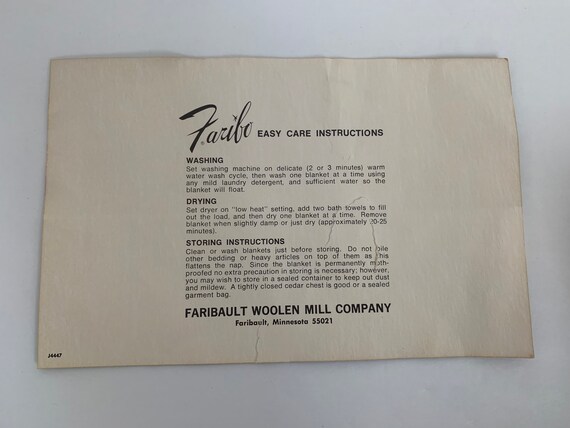 Faribo EASY CARE INSTRUCTIONS
WASHING
Set washing machine on delicate (2 or 3 minutes) warm
water wash cycle, then wash one blanket at a time using
any mild laundry detergent, and sufficient water so the
blanket will float.
DRYING
Set dryer on "low heat" setting, add two bath towels to fill
out the load, and then dry one blanket at a time. Remove
blanket when slightly damp or just dry (approximately 20-25
minutes).
STORING INSTRUCTIONS
Clean or wash blankets just before storing. Do not pile
other bedding or heavy articles on top of them as this
flattens the nap. Since the blanket is permanently moth-
proofed no extra precaution in storing is necessary; however,
you may wish to store in a sealed container to keep out dust
and mildew. A tightly closed cedar chest is good or a sealed
garment bag.
FARIBAULT WOOLEN MILL COMPANY
Faribault, Minnesota 55021
J4447